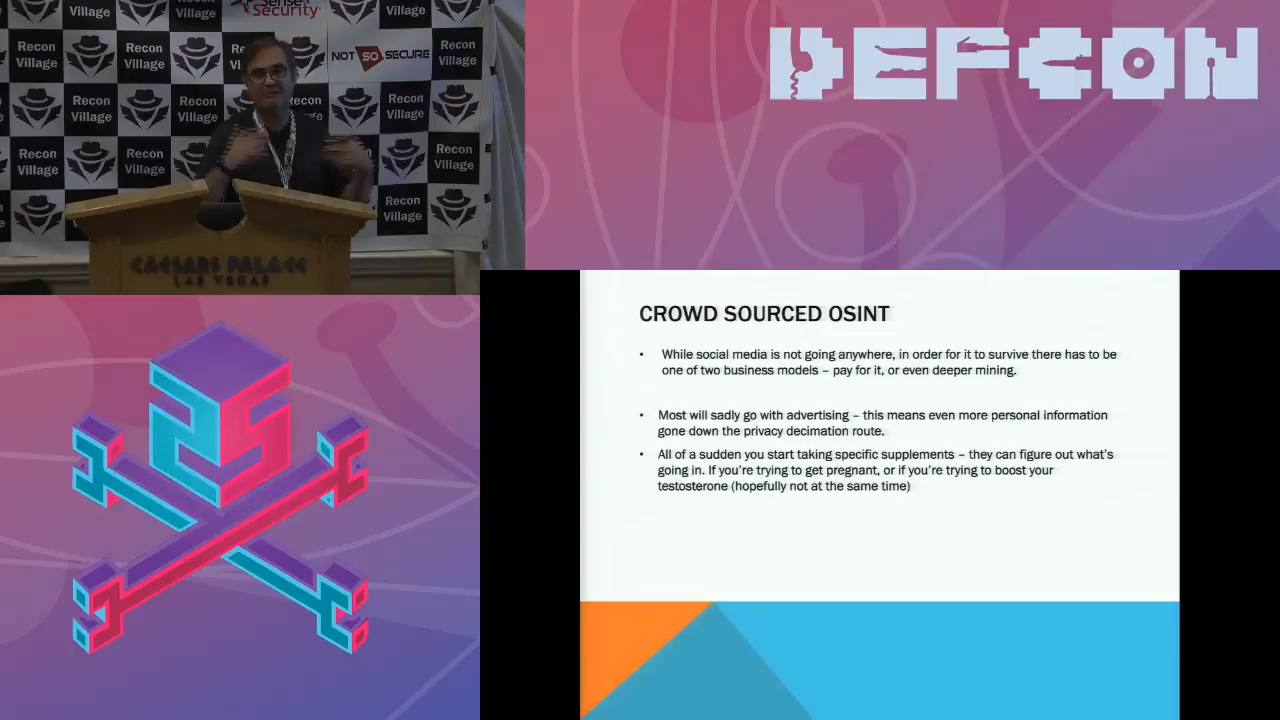 Village
Village
Village
Sense
Security
Recon
Village
Recon
Village
Re
NOT SO SECURE
Recon
Village
Recon
Village
Recon
Village
Recon
Recon
Village
Recon
Village
Recon
Village
Recon
Village
Recon
Village
CAESARS PALACE
LAS VEGAS
DEFCON
CROWD SOURCED OSINT
• While social media is not going anywhere, in order for it to survive there has to be
one of two business models – pay for it, or even deeper mining.
• Most will sadly go with advertising – this means even more personal information
gone down the privacy decimation route.
• All of a sudden you start taking specific supplements – they can figure out what's
going in. If you're trying to get pregnant, or if you're trying to boost your
testosterone (hopefully not at the same time)